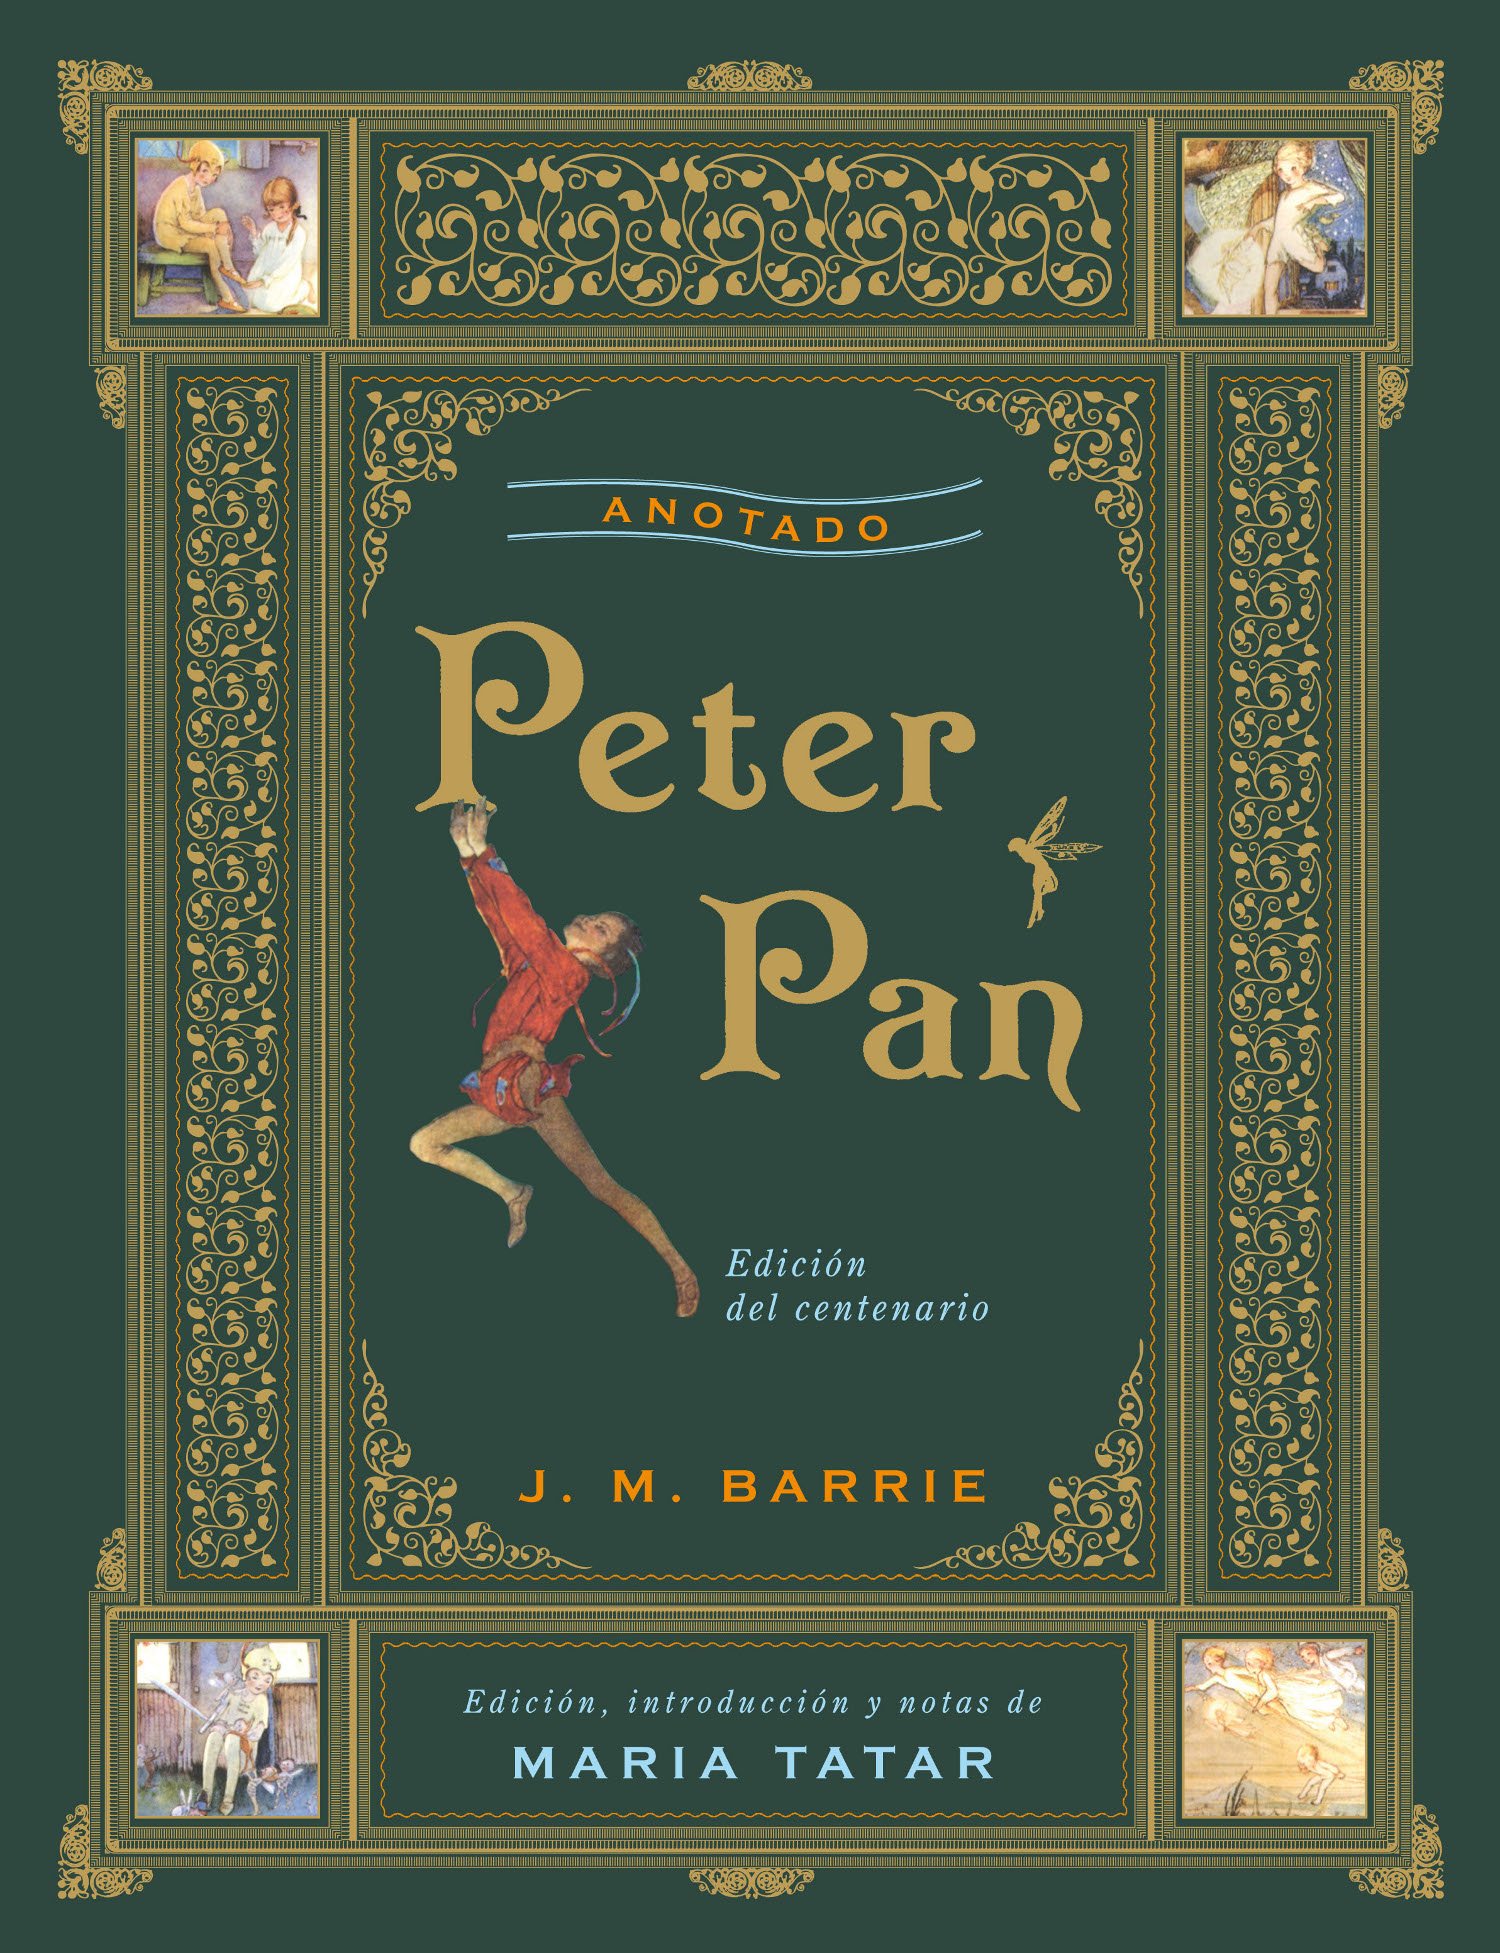 ANOTADO
Peter
Pan
Edición
del centenario
J. M. BARRIE
Edición, introducción y notas de
MARIA TATAR